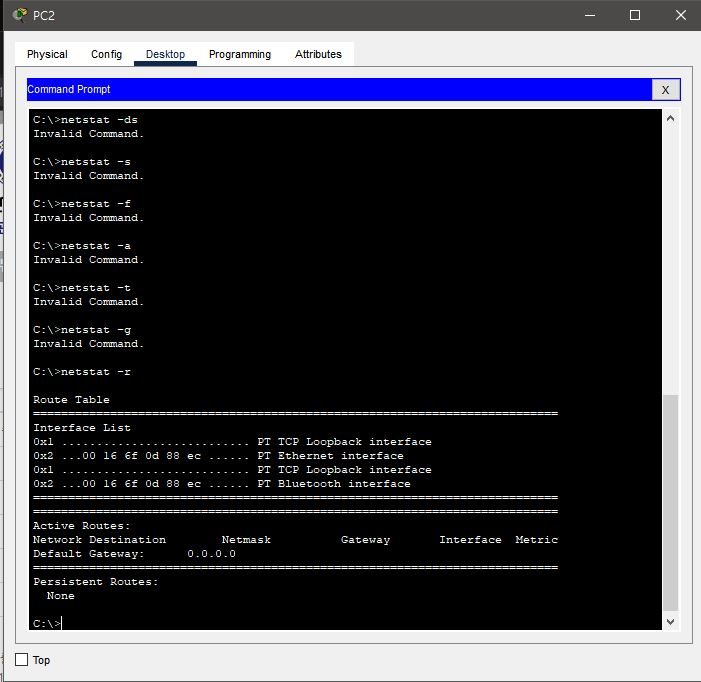 PC2
Physical Config Desktop Programming Attributes
Command Prompt X
C:\>netstat -ds
Invalid Command.
C:\>netstat -s
Invalid Command.
C:\>netstat -f
Invalid Command.
C:\>netstat -a
Invalid Command.
C:\>netstat -t
Invalid Command.
C:\>netstat -g
Invalid Command.
C:\>netstat -r
Route Table
===========================================================================
Interface List
0x1 ........................... PT TCP Loopback interface
0x2 ...00 16 6f 0d 88 ec ...... PT Ethernet interface
0x1 ........................... PT TCP Loopback interface
0x2 ...00 16 6f 0d 88 ec ...... PT Bluetooth interface
===========================================================================
===========================================================================
Active Routes:
Network Destination        Netmask          Gateway       Interface  Metric
Default Gateway:      0.0.0.0
===========================================================================
Persistent Routes:
  None
C:\>
Top